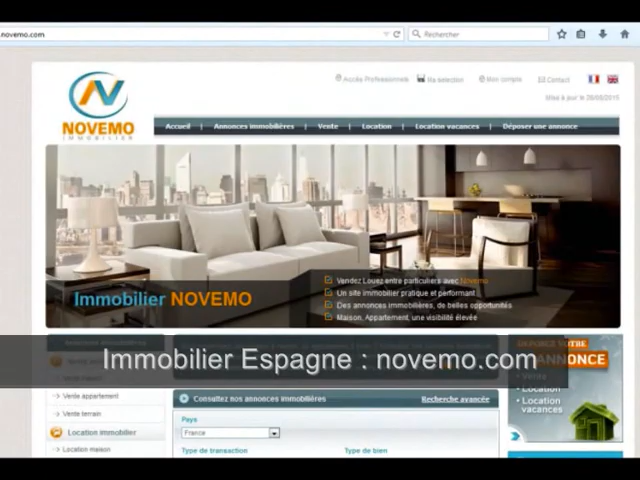 .novemo.com
Rechercher
Accès Professionnels
Ma selection
Mon compte
Contact
Mise à jour le
NOVEMO
IMMOBILIER
Accueil | Annonces immobilières | Vente | Location | Location vacances | Déposer une annonce
Vendez Louez entre particuliers avec Novemo
Un site immobilier pratique et performant
Des annonces immobilières, de belles opportunités
Maison, Appartement, une visibilité élevée
Immobilier NOVEMO
Immobilier Espagne : novemo.com
VOTRE
ANNONCE
Vente
Location
Location
vacances
Vente appartement
Vente terrain
Location immobilier
Location maison
Consultez nos annonces immobilières
Recherche avancée
Pays
France
Type de transaction
Type de bien